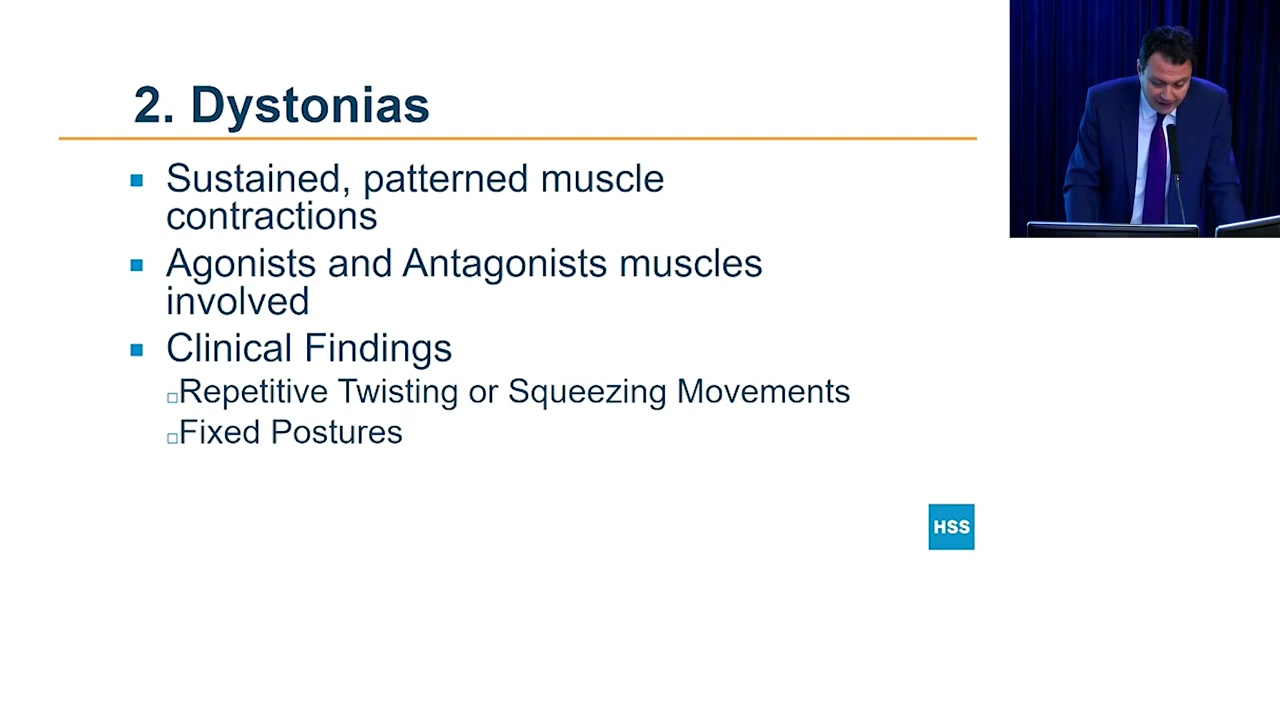 2. Dystonias
■ Sustained, patterned muscle
contractions
■ Agonists and Antagonists muscles
involved
■ Clinical Findings
□Repetitive Twisting or Squeezing Movements
□Fixed Postures
HSS